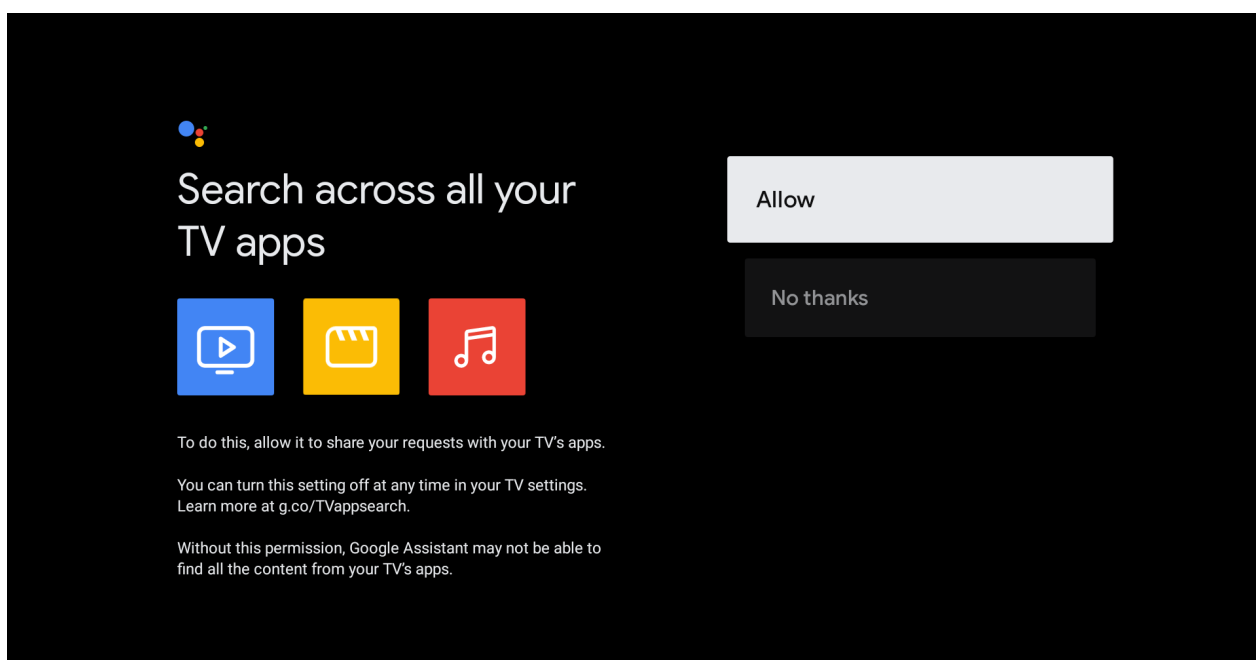 Search across all your
TV apps
To do this, allow it to share your requests with your TV's apps.
You can turn this setting off at any time in your TV settings.
Learn more at g.co/TVappsearch.
Without this permission, Google Assistant may not be able to
find all the content from your TV's apps.
Allow
No thanks